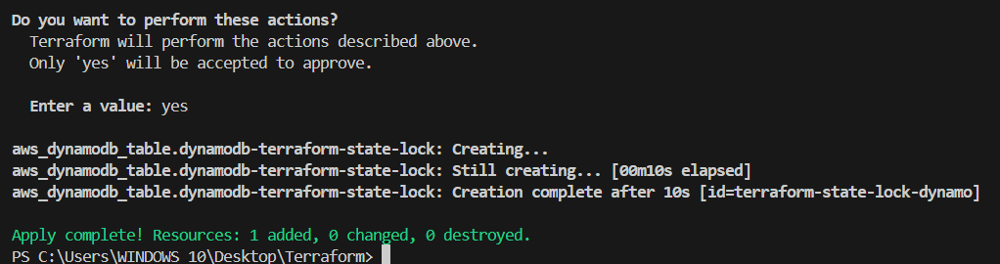 Do you want to perform these actions?
Terraform will perform the actions described above.
Only 'yes' will be accepted to approve.
Enter a value: yes
aws_dynamodb_table.dynamodb-terraform-state-lock: Creating...
aws_dynamodb_table.dynamodb-terraform-state-lock: Still creating... [00m10s elapsed]
aws_dynamodb_table.dynamodb-terraform-state-lock: Creation complete after 10s [id=terraform-state-lock-dynamo]
Apply complete! Resources: 1 added, 0 changed, 0 destroyed.
PS C:\Users\WINDOWS 10\Desktop\Terraform>